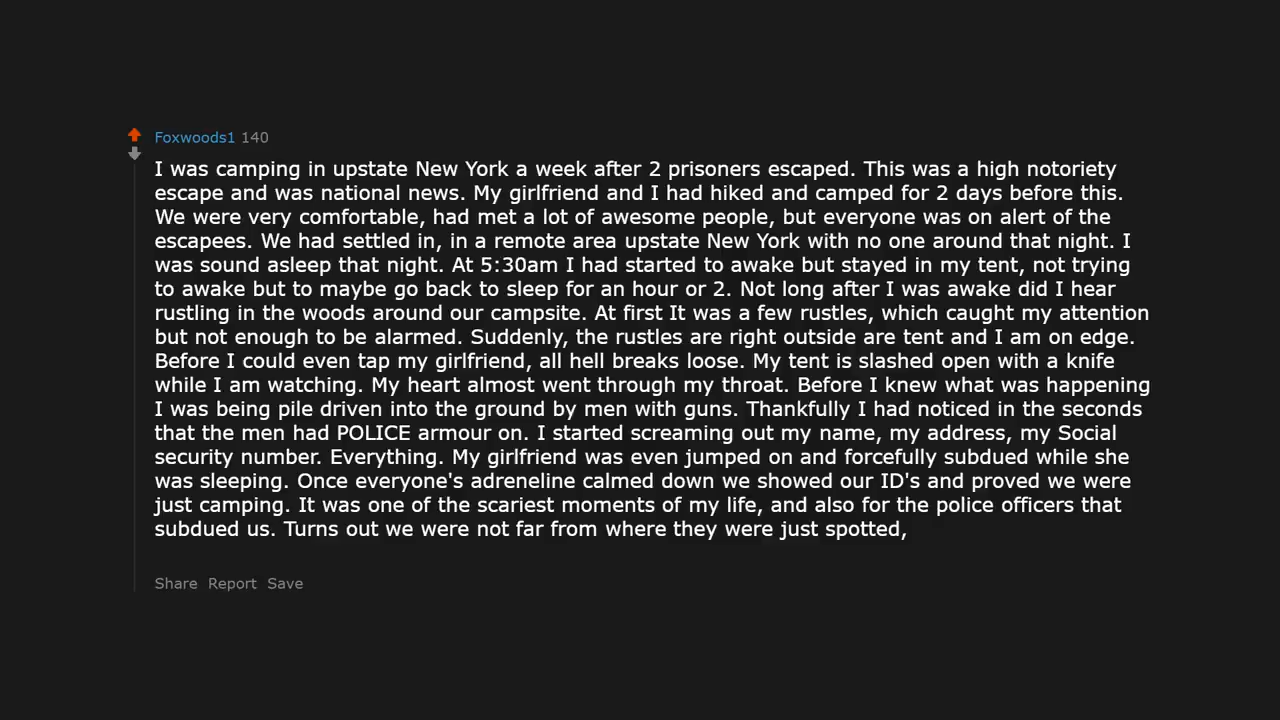 Foxwoods1 140
I was camping in upstate New York a week after 2 prisoners escaped. This was a high notoriety
escape and was national news. My girlfriend and I had hiked and camped for 2 days before this.
We were very comfortable, had met a lot of awesome people, but everyone was on alert of the
escapees. We had settled in, in a remote area upstate New York with no one around that night. I
was sound asleep that night. At 5:30am I had started to awake but stayed in my tent, not trying
to awake but to maybe go back to sleep for an hour or 2. Not long after I was awake did I hear
rustling in the woods around our campsite. At first It was a few rustles, which caught my attention
but not enough to be alarmed. Suddenly, the rustles are right outside are tent and I am on edge.
Before I could even tap my girlfriend, all hell breaks loose. My tent is slashed open with a knife
while I am watching. My heart almost went through my throat. Before I knew what was happening
I was being pile driven into the ground by men with guns. Thankfully I had noticed in the seconds
that the men had POLICE armour on. I started screaming out my name, my address, my Social
security number. Everything. My girlfriend was even jumped on and forcefully subdued while she
was sleeping. Once everyone's adreneline calmed down we showed our ID's and proved we were
just camping. It was one of the scariest moments of my life, and also for the police officers that
subdued us. Turns out we were not far from where they were just spotted,
Share Report Save